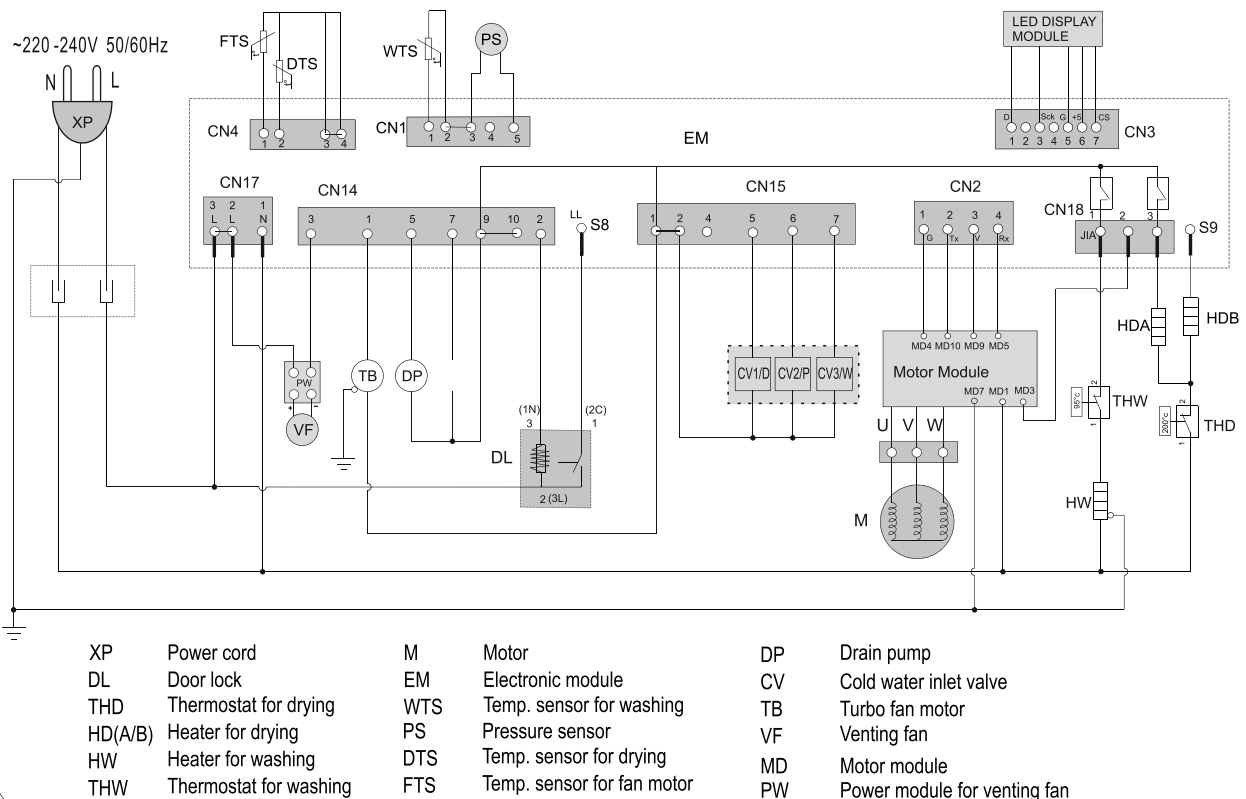 LED DISPLAY
MODULE
~220 -240V 50/60Hz
FTS
DTS
WTS
PS
N
L
XP
CN4
1 2 3 4
CN1
1 2 3 4 5
EM
D Sck G +5 CS
1 2 3 4 5 6 7
CN3
CN17
3 2 1
L L N
CN14
3 1 5 7 9 10 2
LL
S8
CN15
1 2 4 5 6 7
CN2
1 2 3 4
G Tx V Rx
CN18
1 2 3
JIA
S9
HDA
HDB
PW
+ -
VF
TB
DP
CV1/D
CV2/P
CV3/W
MD4 MD10 MD9 MD5
Motor Module
MD7 MD1 MD3
95°c
2
THW
1
200°c
2
THD
1
(1N)
3
(2C)
1
DL
2 (3L)
U V W
M
HW
XP Power cord
DL Door lock
THD Thermostat for drying
HD(A/B) Heater for drying
HW Heater for washing
THW Thermostat for washing
M Motor
EM Electronic module
WTS Temp. sensor for washing
PS Pressure sensor
DTS Temp. sensor for drying
FTS Temp. sensor for fan motor
DP Drain pump
CV Cold water inlet valve
TB Turbo fan motor
VF Venting fan
MD Motor module
PW Power module for venting fan